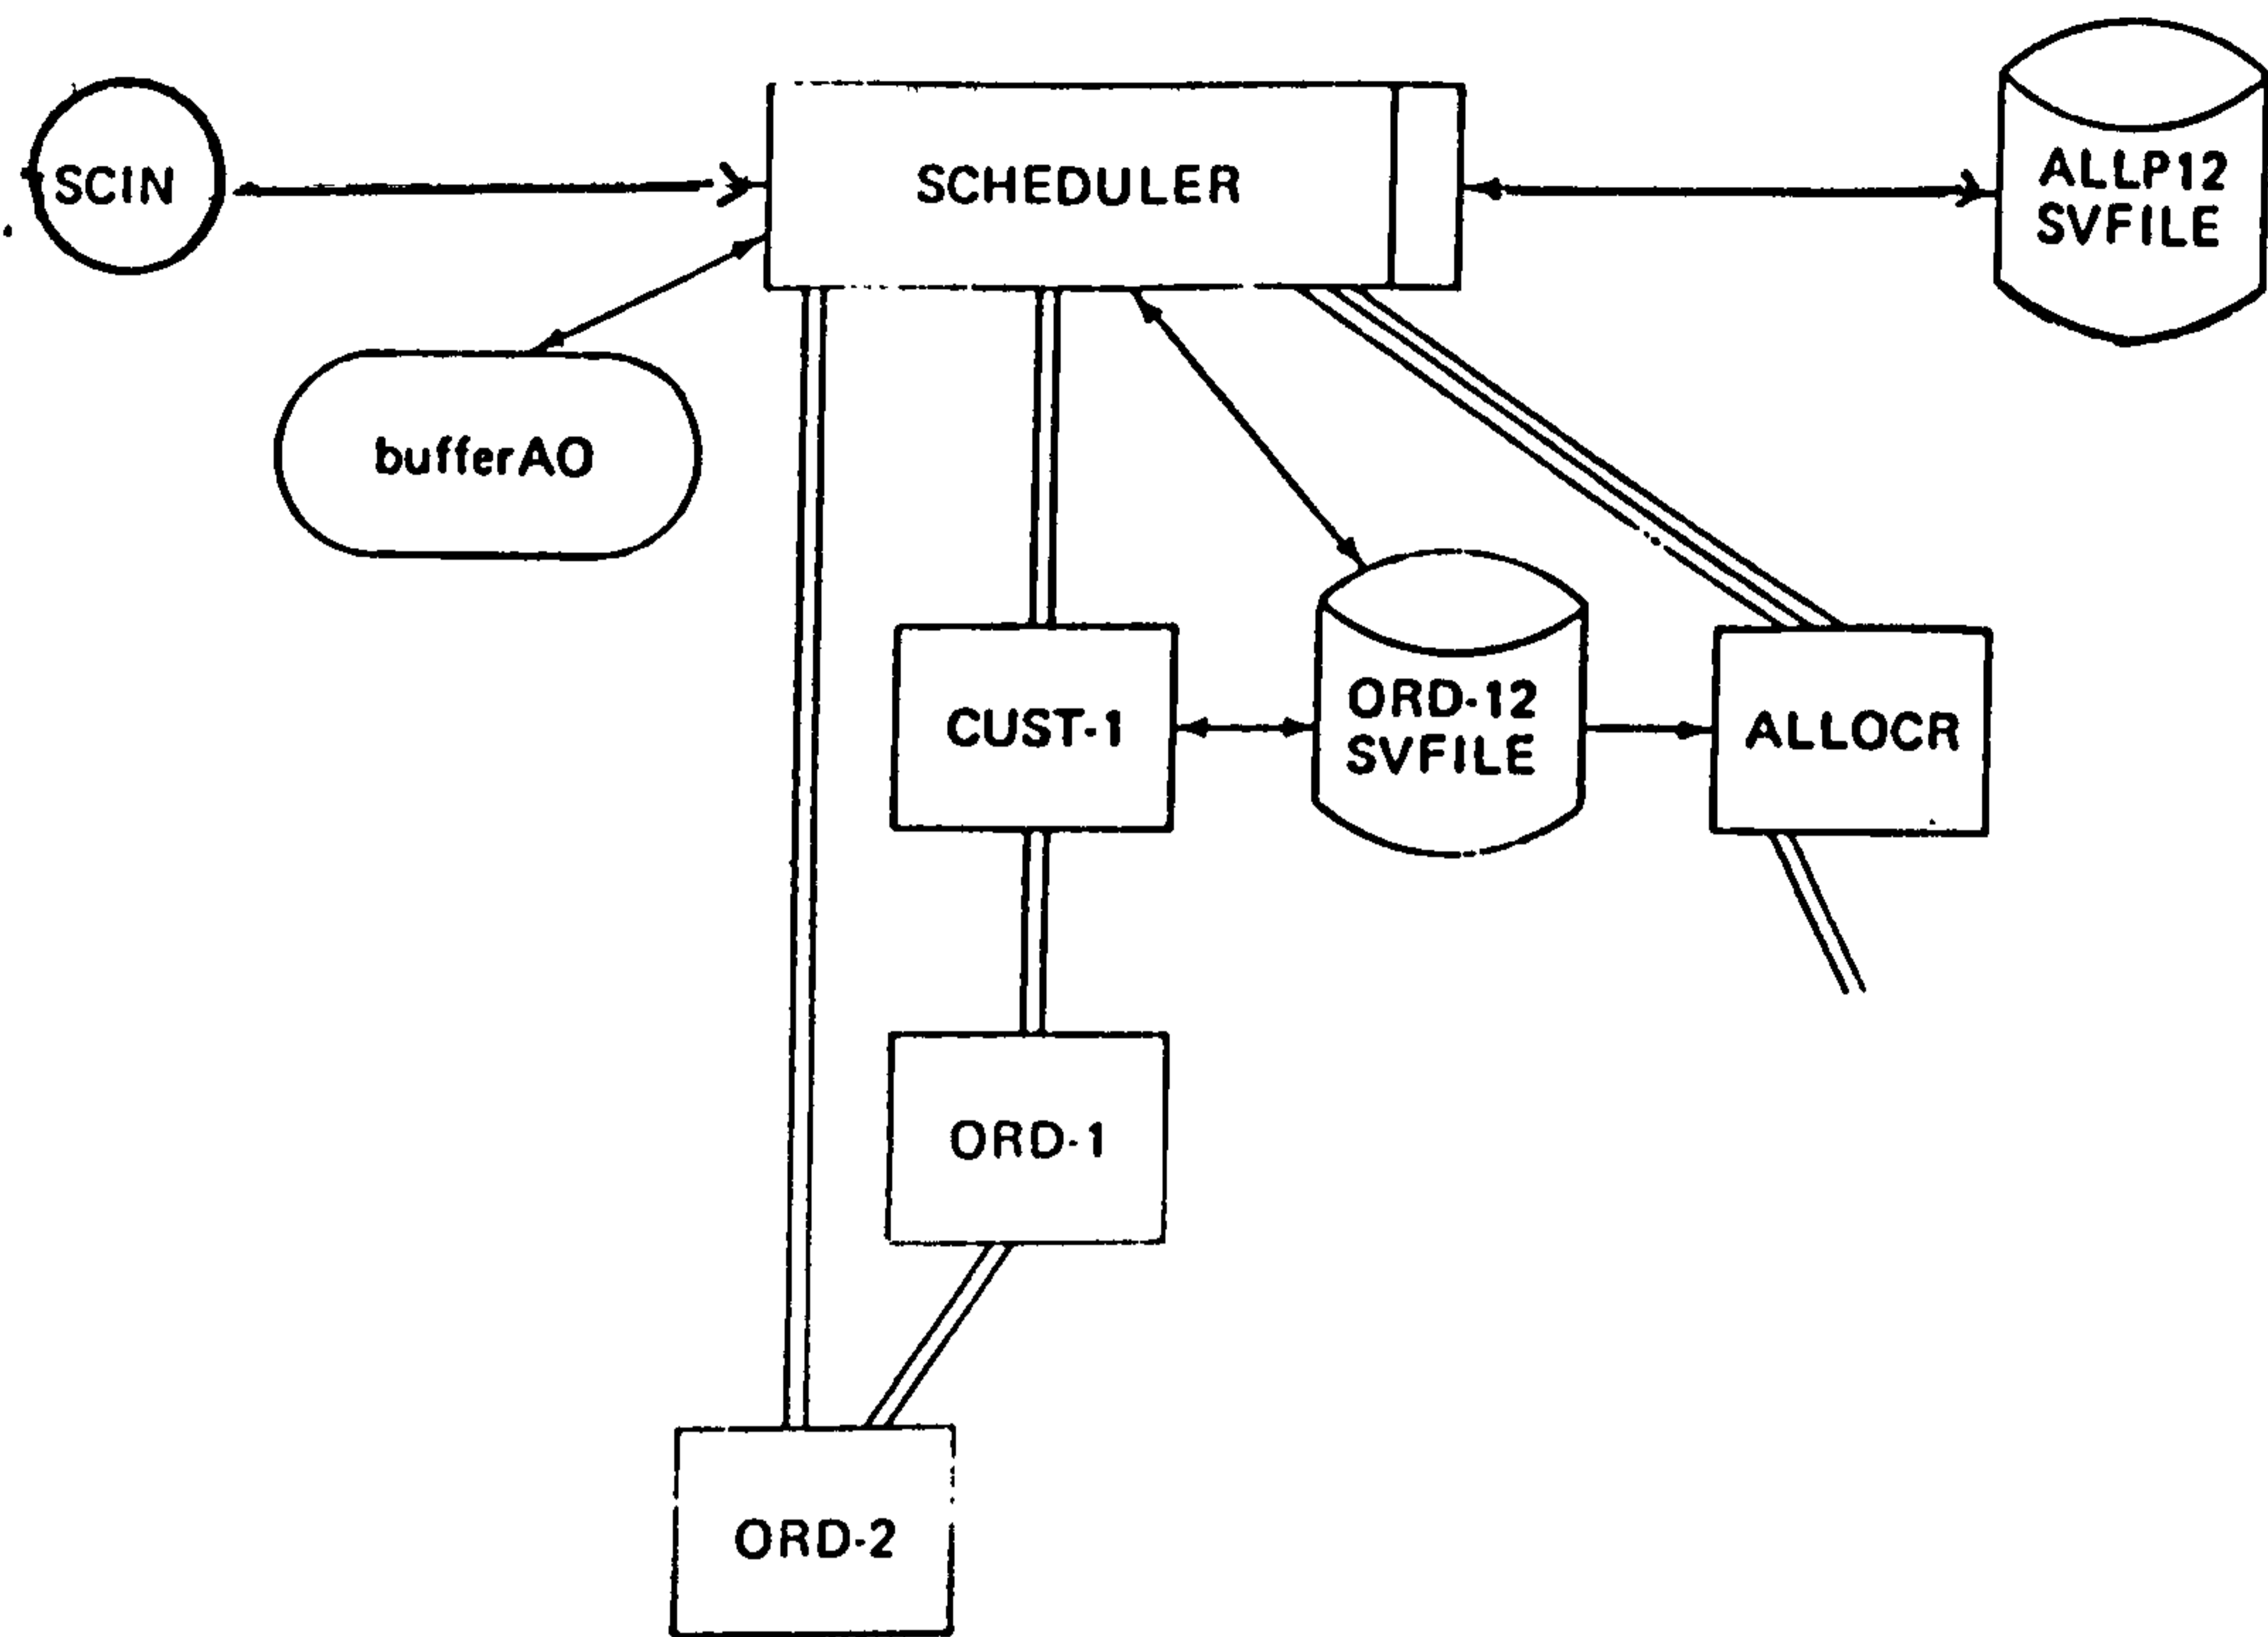 SCIN
SCHEDULER
ALLP12
SVFILE
bufferAO
CUST-1
ORD-12
SVFILE
ALLOCR
ORD-1
ORD-2